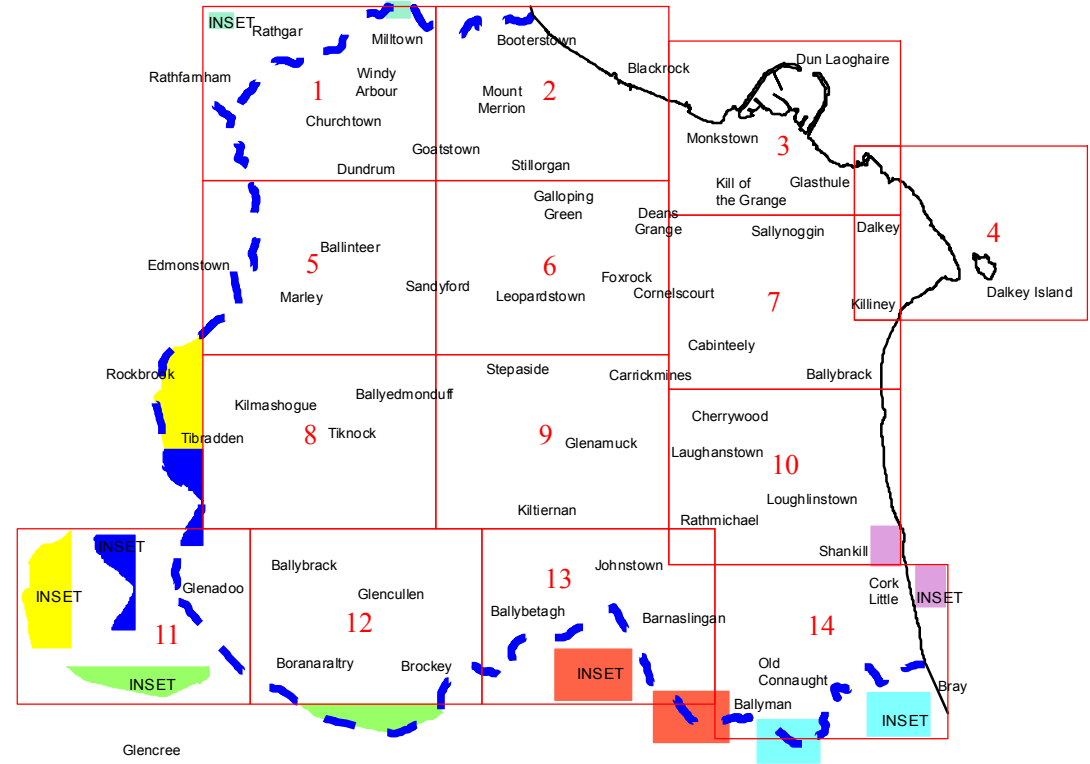 INSET
Rathgar
Milltown
Booterstown
Dun Laoghaire
Blackrock
Rathfarnham
Windy
Arbour
1
Mount
Merrion
2
Churchtown
Monkstown
3
Goatstown
Dundrum
Stillorgan
Kill of
the Grange
Glasthule
Galloping
Green
Deans
Grange
Sallynoggin
Dalkey
4
Ballinteer
Edmonstown
5
6
Foxrock
Sandyford
Marley
Leopardstown
Cornelscourt
7
Killiney
Dalkey Island
Cabinteely
Rockbrook
Stepaside
Carrickmines
Ballybrack
Ballyedmonduff
Kilmashogue
Cherrywood
Tibradden
8
Tiknock
9
Glenamuck
Laughanstown
10
Loughlinstown
Kiltiernan
Rathmichael
INSET
Shankill
Ballybrack
13
Johnstown
Glenadoo
Cork
Little
INSET
INSET
Glencullen
Ballybetagh
Barnaslingan
11
12
14
Boranaraltry
Brockey
Old
Connaught
INSET
INSET
Bray
Ballyman
INSET
Glencree